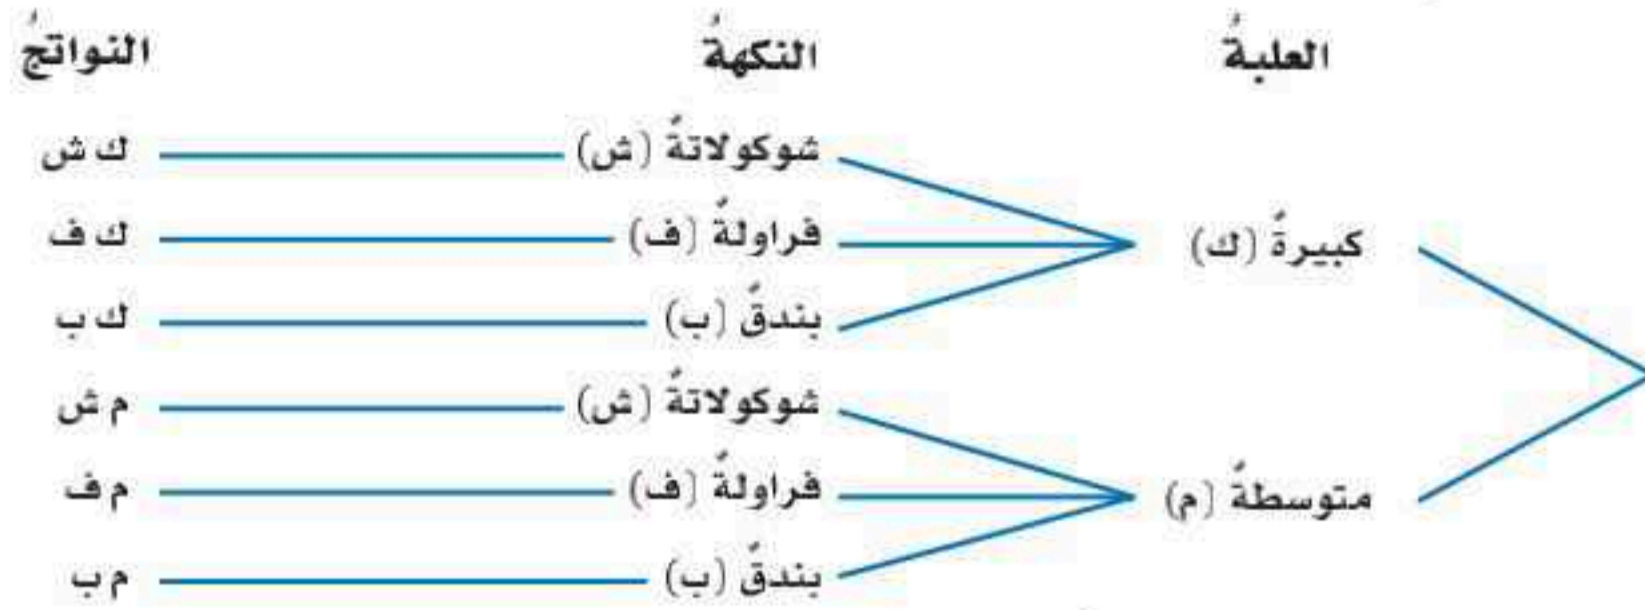 العلبةُ النكهةُ النواتجُ
شوكولاتةٌ (ش) ك ش
كبيرةٌ (ك) فراولةٌ (ف) ك ف
بندقٌ (ب) ك ب
شوكولاتةٌ (ش) م ش
متوسطةٌ (م) فراولةٌ (ف) م ف
بندقٌ (ب) م ب